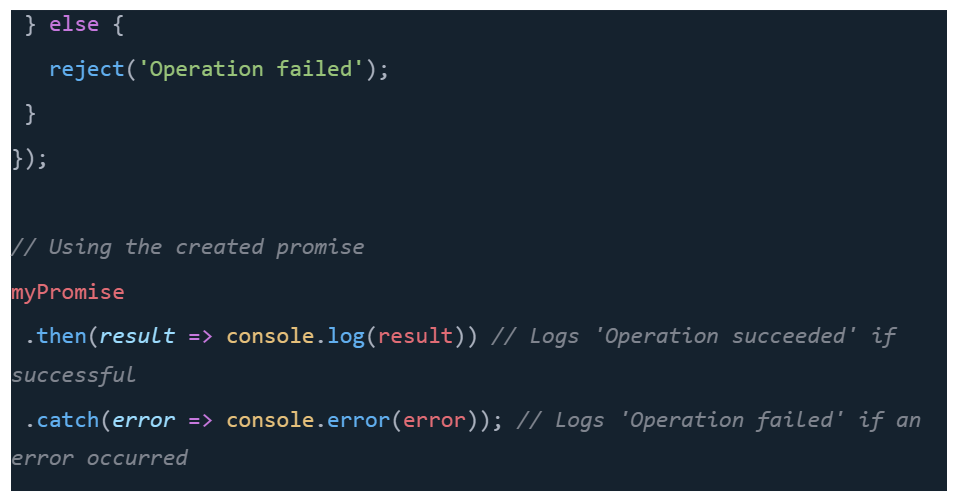 } else {
reject('Operation failed');
}
});
// Using the created promise
myPromise
.then(result => console.log(result)) // Logs 'Operation succeeded' if
successful
.catch(error => console.error(error)); // Logs 'Operation failed' if an
error occurred